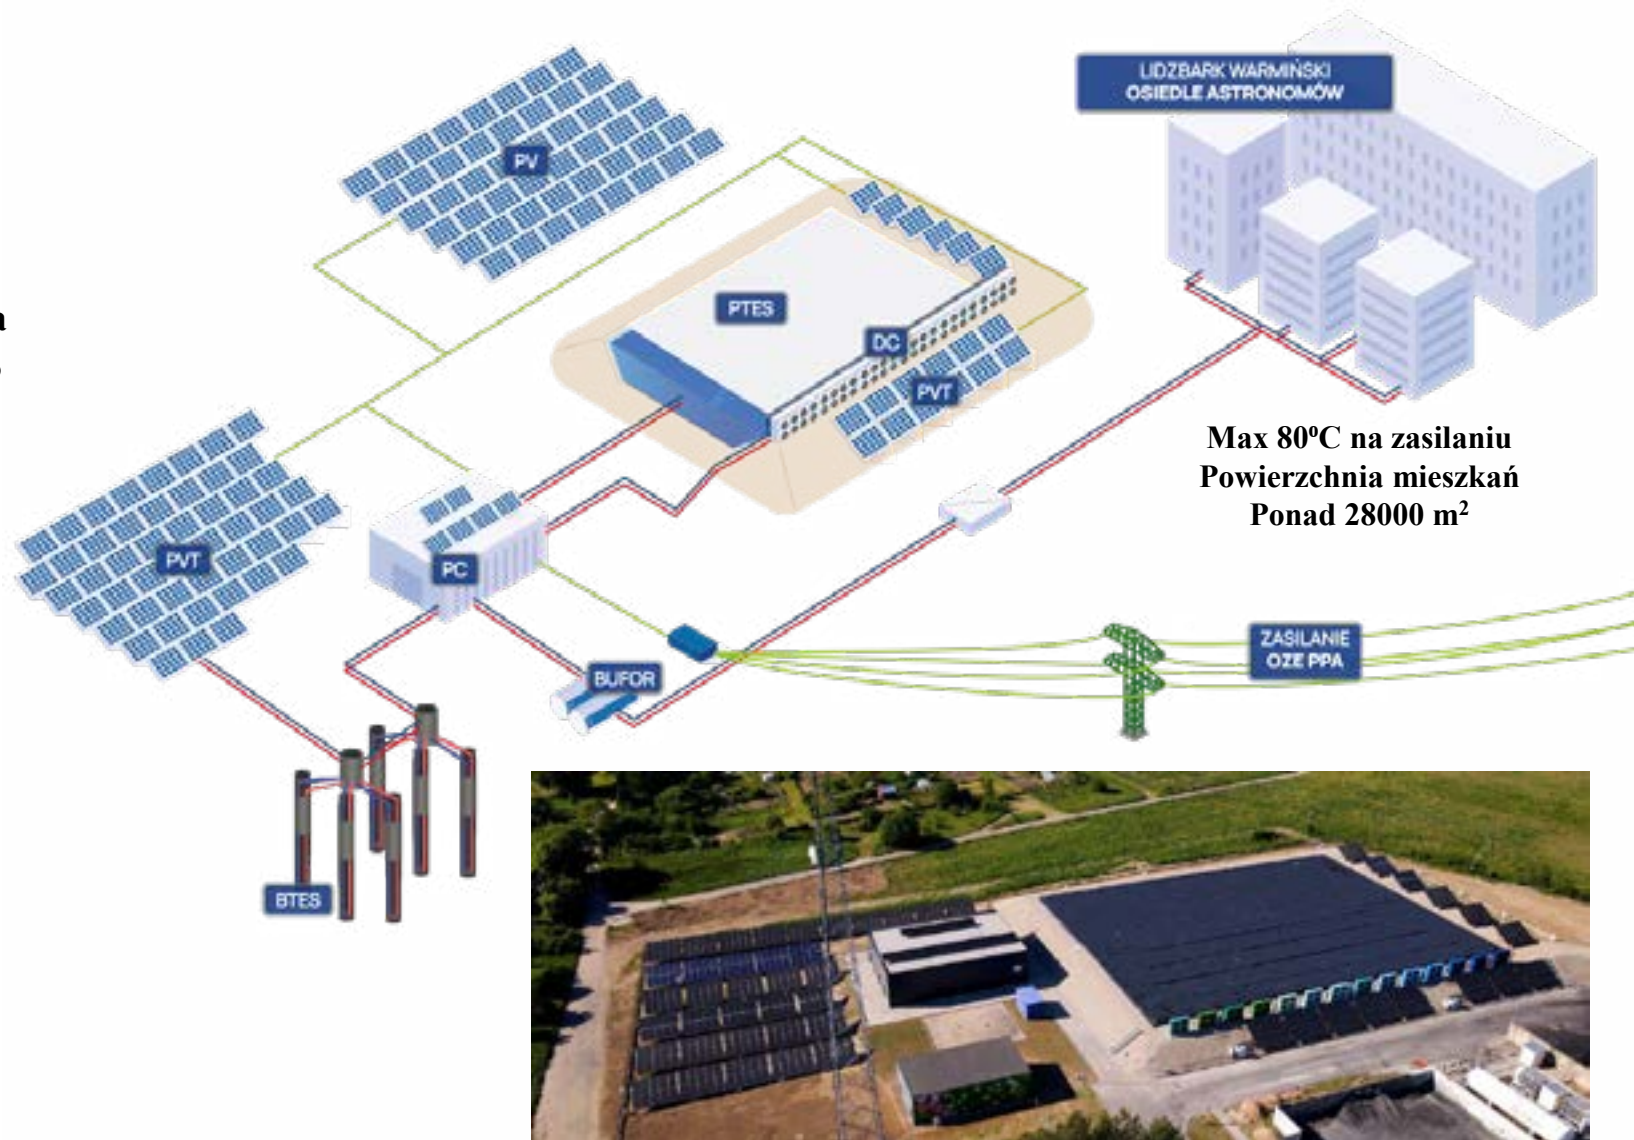 LIDZBARK WARMIŃSKI
OSIEDLE ASTRONOMÓW
PV
PTES
DC
PVT
a
Max 80⁰C na zasilaniu
Powierzchnia mieszkań
Ponad 28000 m²
PVT
PC
ZASILANIE
OZE PPA
BUFOR
BTES